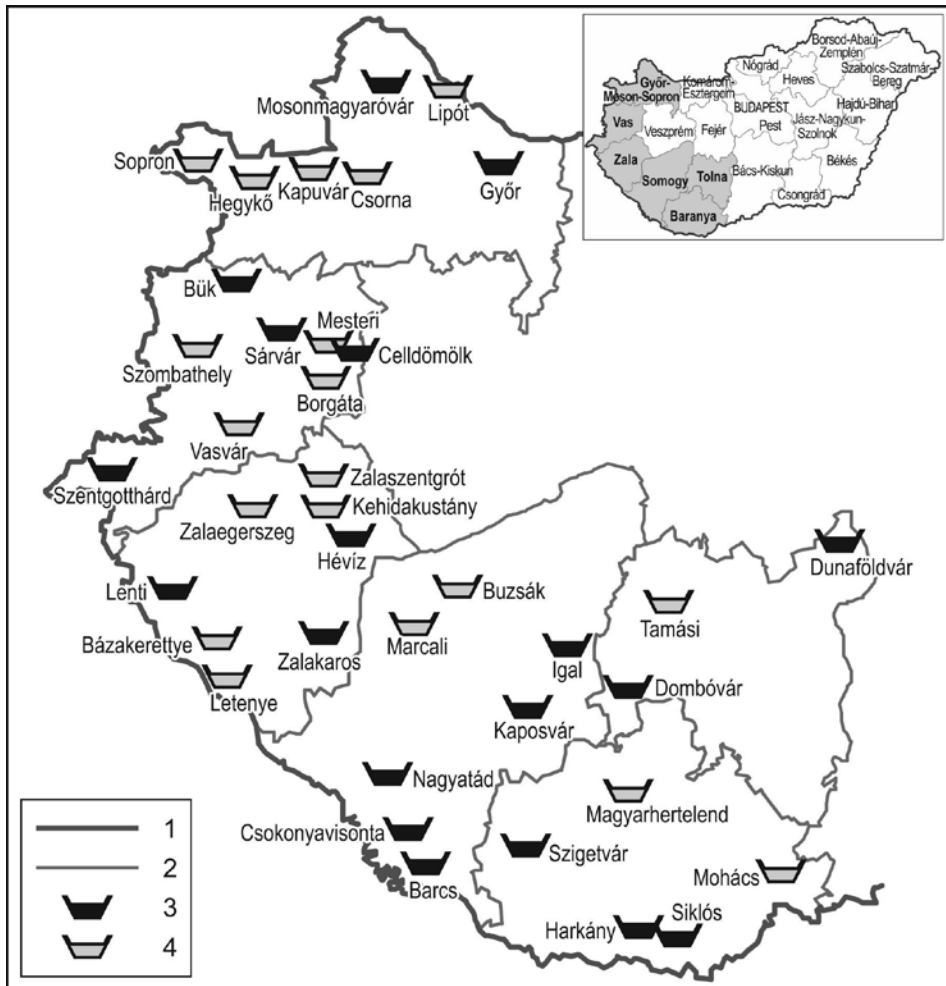 Mosonmagyaróvár
Lipót
Sopron
Hegykő
Kapuvár
Csorna
Győr
Bük
Mesteri
Sárvár
Celldömölk
Szombathely
Borgáta
Vasvár
Szentgotthárd
Zalaszentgrót
Kehidakustány
Zalaegerszeg
Hévíz
Dunaföldvár
Lenti
Buzsák
Tamási
Bázakerettye
Zalakaros
Marcali
Igal
Letenye
Dombóvár
Kaposvár
Nagyatád
Magyarhertelend
Csokonyavisonta
Szigetvár
Barcs
Mohács
Harkány
Siklós
Borsod-Abaúj-
Zemplén
Szabolcs-Szatmár-
Bereg
Nógrád
Heves
Győr-
Moson-Sopron
Komárom-
Esztergom
Hajdú-Bihar
BUDAPEST
Pest
Jász-Nagykun-
Szolnok
Vas
Veszprém
Fejér
Zala
Somogy
Tolna
Bács-Kiskun
Békés
Csongrád
Baranya
1
2
3
4